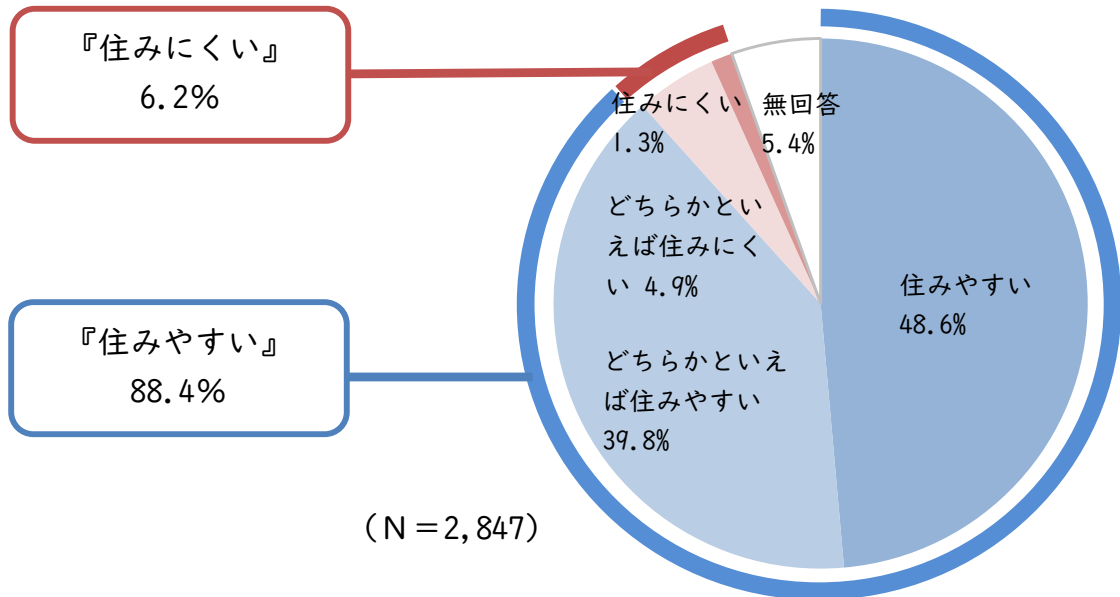 『住みにくい』
6.2%
住みにくい
1.3%
無回答
5.4%
どちらかとい
えば住みにく
い 4.9%
住みやすい
48.6%
『住みやすい』
88.4%
どちらかといえ
ば住みやすい
39.8%
(N=2,847)